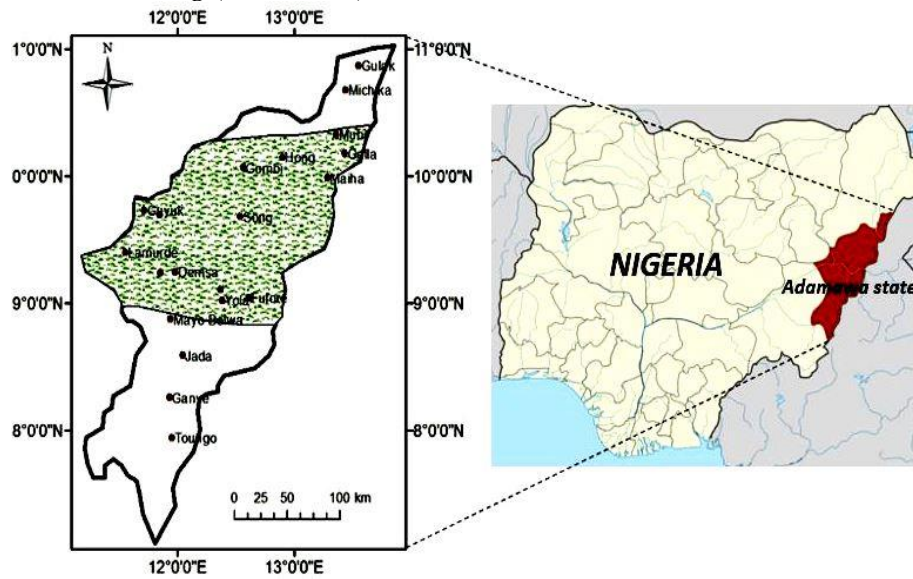 12°0'0"E 13°0'0"E
1°0'0"N 11°0'0"N
N
Gulak
Michika
Mubi
Hong
Gella
Gombi
Maiha
0°0'0"N 10°0'0"N
Guyuk
Song
Lamurde
Demsa
9°0'0"N 9°0'0"N
Yola
Fufore
Mayo Belwa
Jada
Ganye
8°0'0"N 8°0'0"N
Toungo
0 25 50 100 km
12°0'0"E 13°0'0"E
NIGERIA
Adamawa state